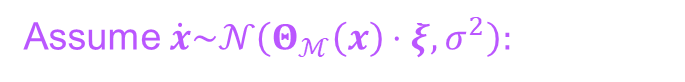 Assume 𝒙̇~𝒩(𝚯_ℳ(𝒙) · 𝝃, 𝜎²):